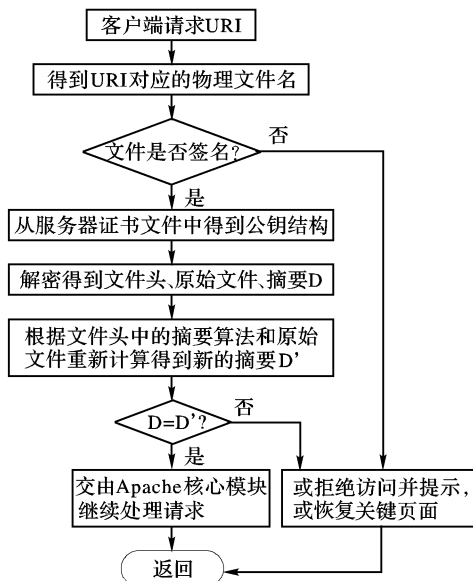 客户端请求URI
得到URI对应的物理文件名
否
文件是否签名?
是
从服务器证书文件中得到公钥结构
解密得到文件头、原始文件、摘要D
根据文件头中的摘要算法和原始
文件重新计算得到新的摘要D'
否
D=D'?
是
交由Apache核心模块
继续处理请求
或拒绝访问并提示,
或恢复关键页面
返回